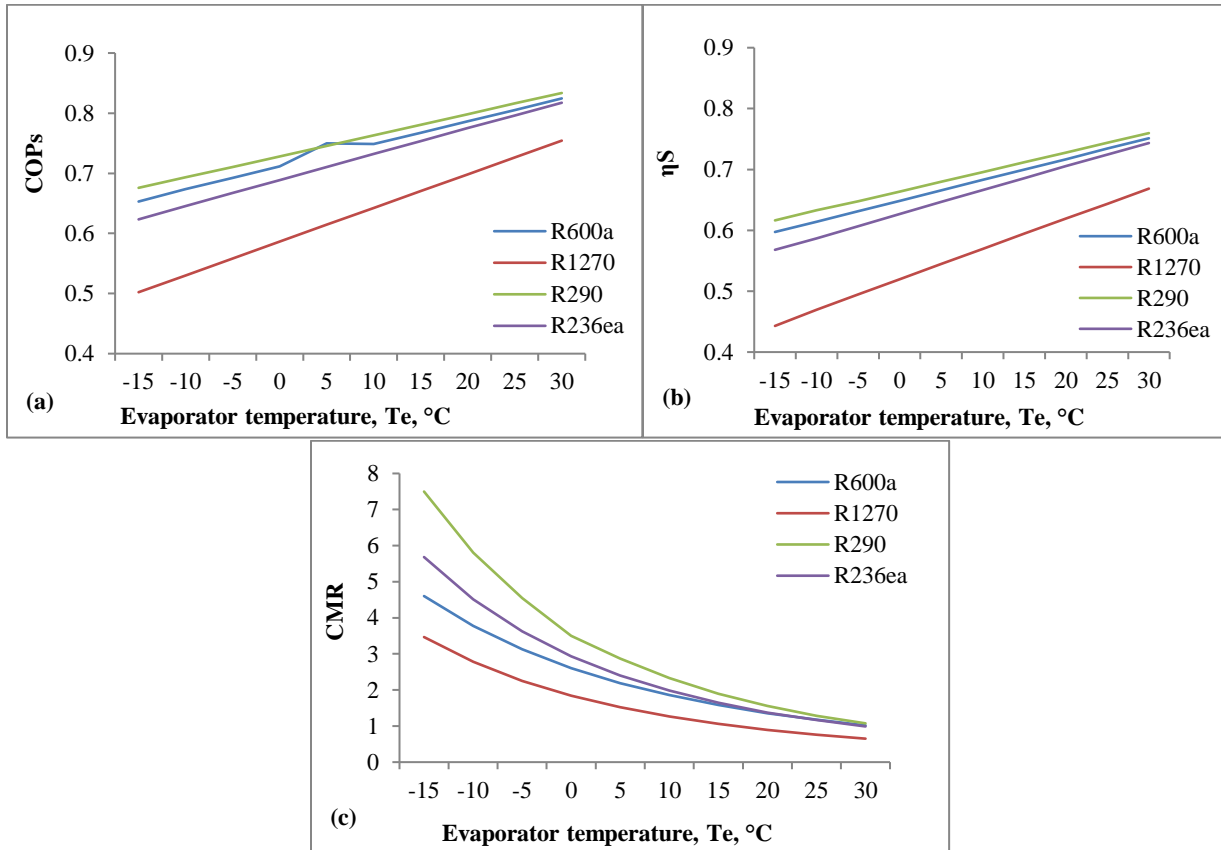 0.9
0.8
0.7
0.6
0.5
0.4
COPs
R600a
R1270
R290
R236ea
-15 -10 -5 0 5 10 15 20 25 30
(a)
Evaporator temperature, Te, °C
0.9
0.8
0.7
0.6
0.5
0.4
ηS
R600a
R1270
R290
R236ea
-15 -10 -5 0 5 10 15 20 25 30
(b)
Evaporator temperature, Te, °C
8
7
6
5
4
3
2
1
0
CMR
R600a
R1270
R290
R236ea
-15 -10 -5 0 5 10 15 20 25 30
(c)
Evaporator temperature, Te, °C